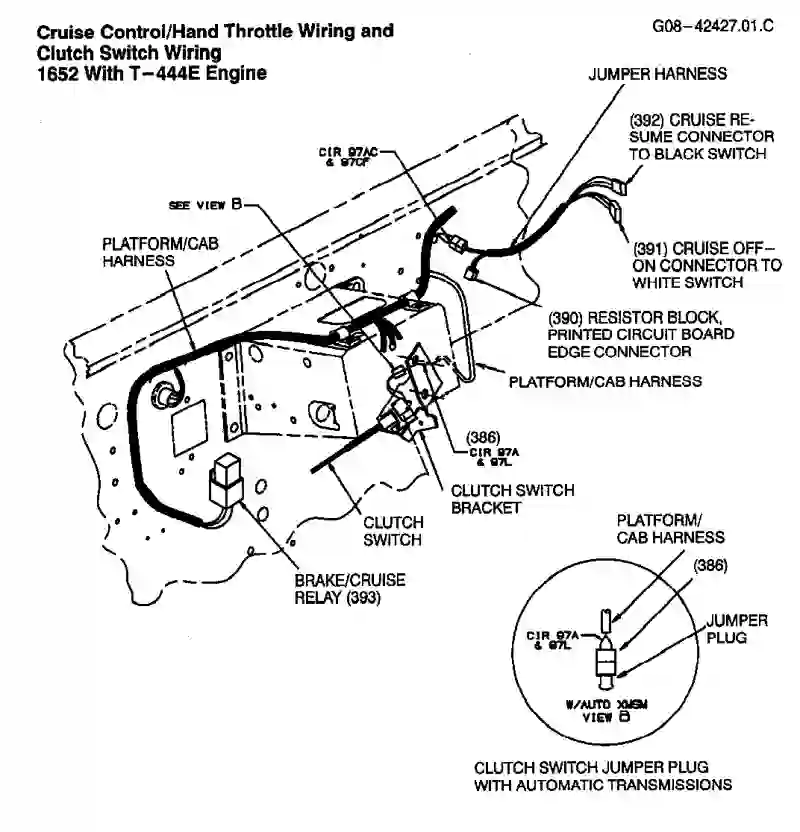 Cruise Control/Hand Throttle Wiring and
Clutch Switch Wiring
1652 With T-444E Engine
G08-42427.01.C
JUMPER HARNESS
(392) CRUISE RE-
SUME CONNECTOR
TO BLACK SWITCH
CIR 97AC
& 97CF
SEE VIEW B
PLATFORM/CAB
HARNESS
(391) CRUISE OFF-
ON CONNECTOR TO
WHITE SWITCH
(390) RESISTOR BLOCK,
PRINTED CIRCUIT BOARD
EDGE CONNECTOR
PLATFORM/CAB HARNESS
(386)
CIR 97A
& 97L
CLUTCH SWITCH
BRACKET
CLUTCH
SWITCH
BRAKE/CRUISE
RELAY (393)
PLATFORM/
CAB HARNESS
(386)
JUMPER
PLUG
CIR 97A
& 97L
W/AUTO XMSM
VIEW B
CLUTCH SWITCH JUMPER PLUG
WITH AUTOMATIC TRANSMISSIONS